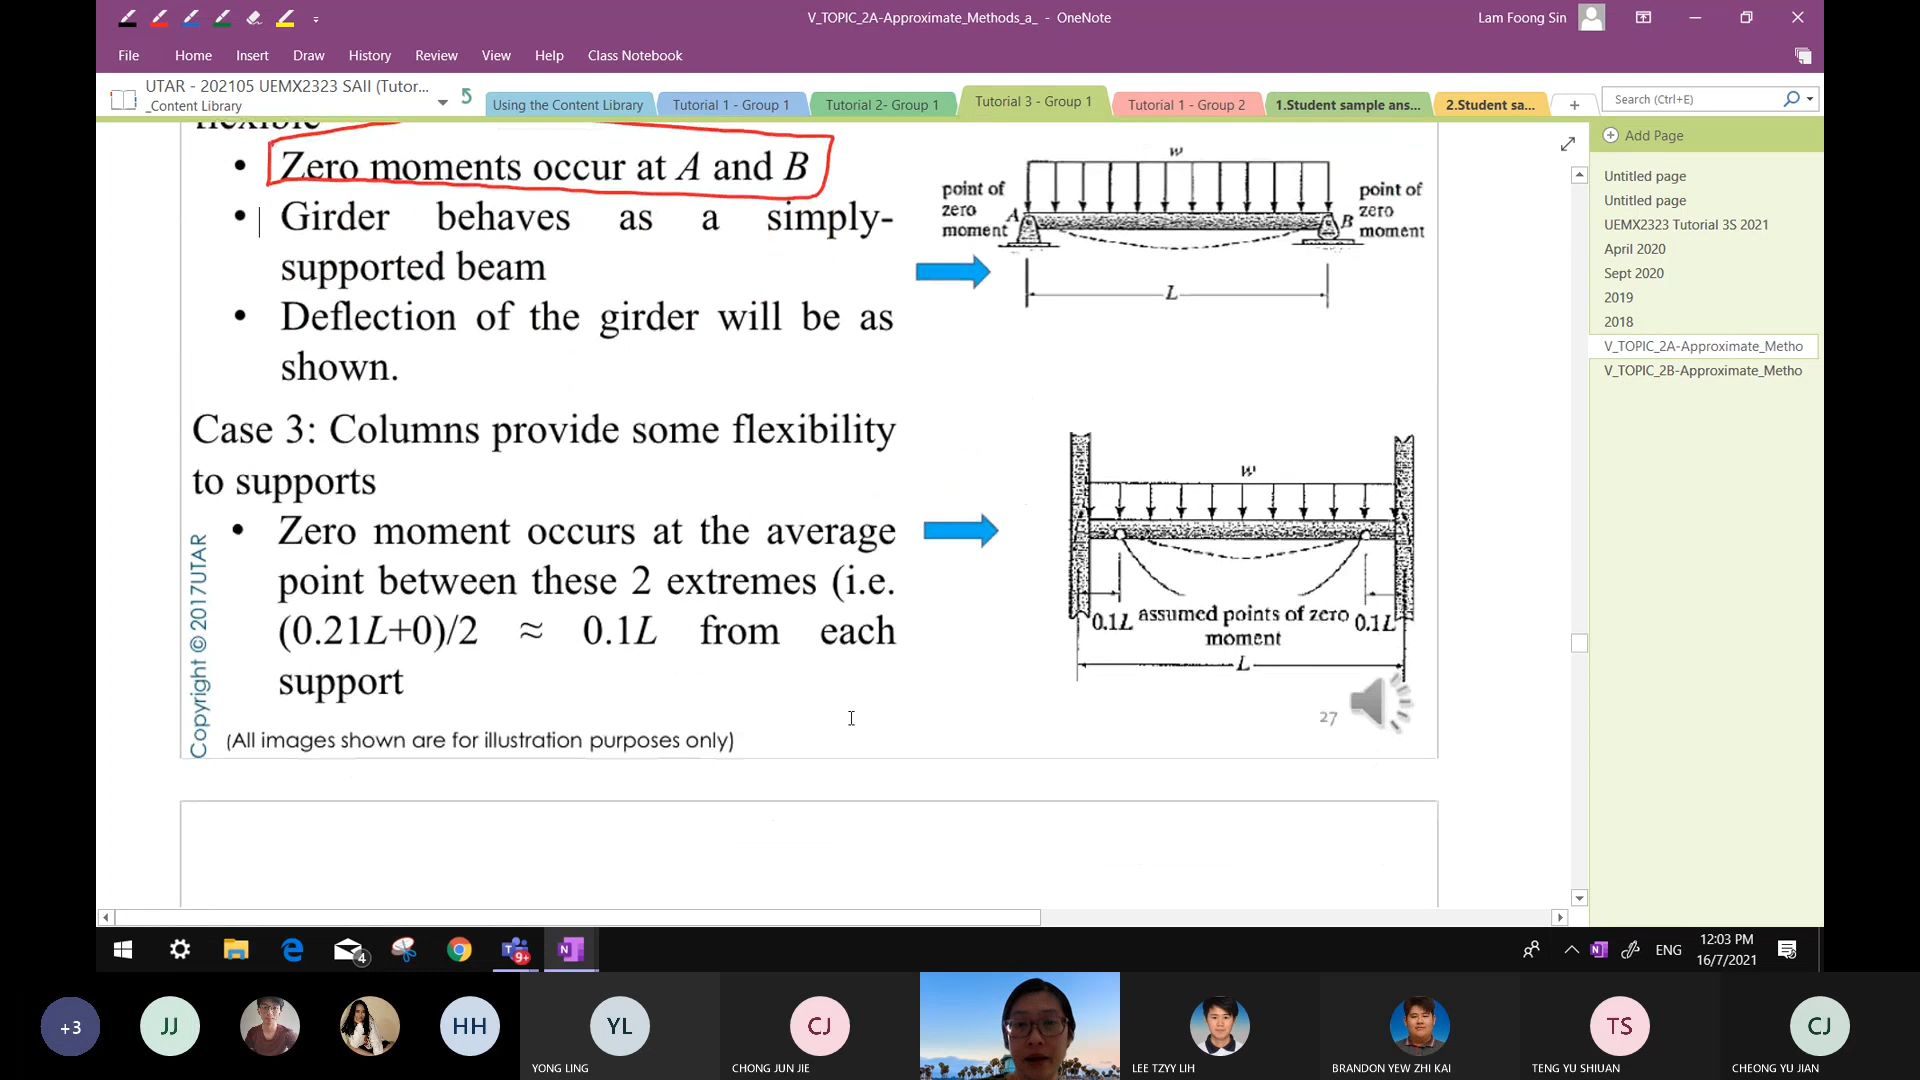 V_TOPIC_2A-Approximate_Methods_a_ - OneNote
Lam Foong Sin
File Home Insert Draw History Review View Help Class Notebook
UTAR - 202105 UEMX2323 SAII (Tutor...
_Content Library
Using the Content Library
Tutorial 1 - Group 1
Tutorial 2- Group 1
Tutorial 3 - Group 1
Tutorial 1 - Group 2
1.Student sample ans...
2.Student sa...
Search (Ctrl+E)
Add Page
Untitled page
Untitled page
UEMX2323 Tutorial 3S 2021
April 2020
Sept 2020
2019
2018
V_TOPIC_2A-Approximate_Metho
V_TOPIC_2B-Approximate_Metho
flexible
• Zero moments occur at A and B
• Girder behaves as a simply-
supported beam
• Deflection of the girder will be as
shown.
w
point of
zero
moment
A
B
point of
zero
moment
L
Case 3: Columns provide some flexibility
to supports
• Zero moment occurs at the average
point between these 2 extremes (i.e.
(0.21L+0)/2 ≈ 0.1L from each
support
w
0.1L
assumed points of zero
moment
0.1L
L
27
Copyright © 2017UTAR
(All images shown are for illustration purposes only)
4
9+
ENG
12:03 PM
16/7/2021
+3
JJ
HH
YL
YONG LING
CJ
CHONG JUN JIE
LEE TZYY LIH
BRANDON YEW ZHI KAI
TS
TENG YU SHIUAN
CJ
CHEONG YU JIAN